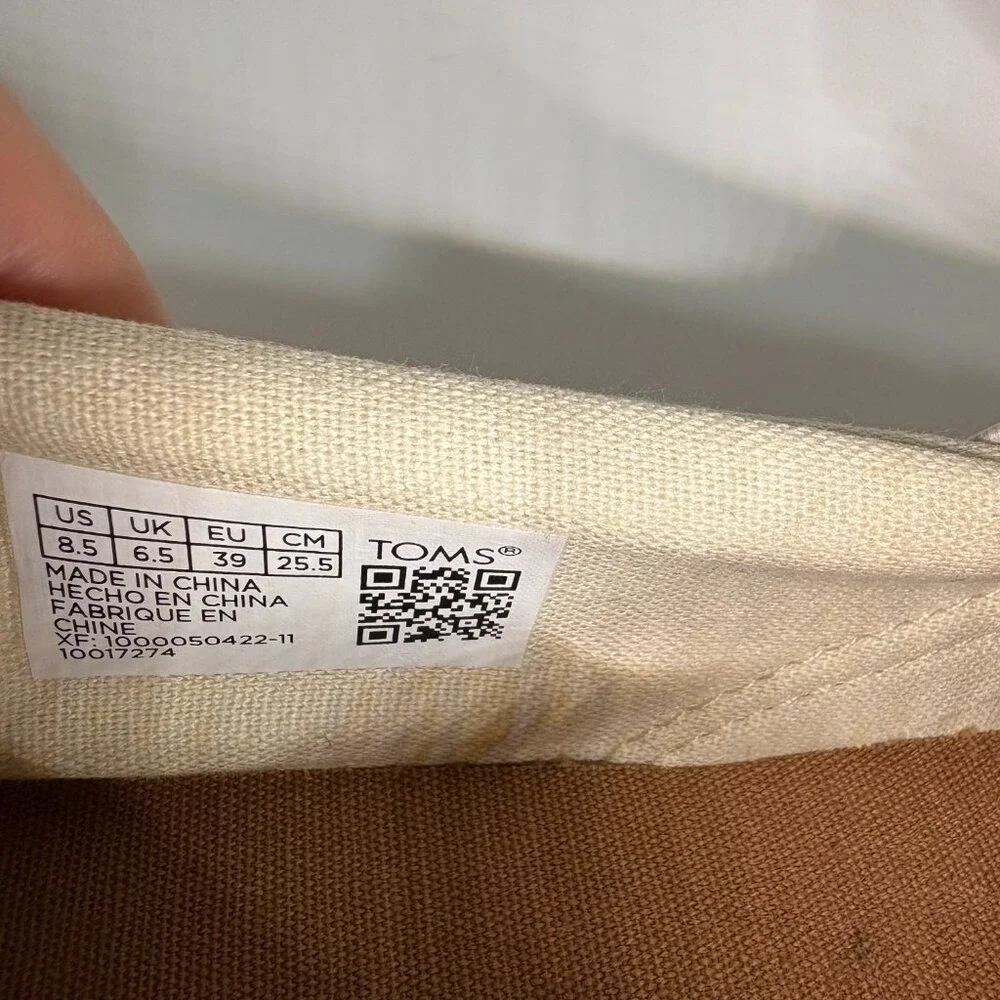 US UK EU CM
8.5 6.5 39 25.5
TOMS®
MADE IN CHINA
HECHO EN CHINA
FABRIQUE EN
CHINE
XF: 1000050422-11
10017274